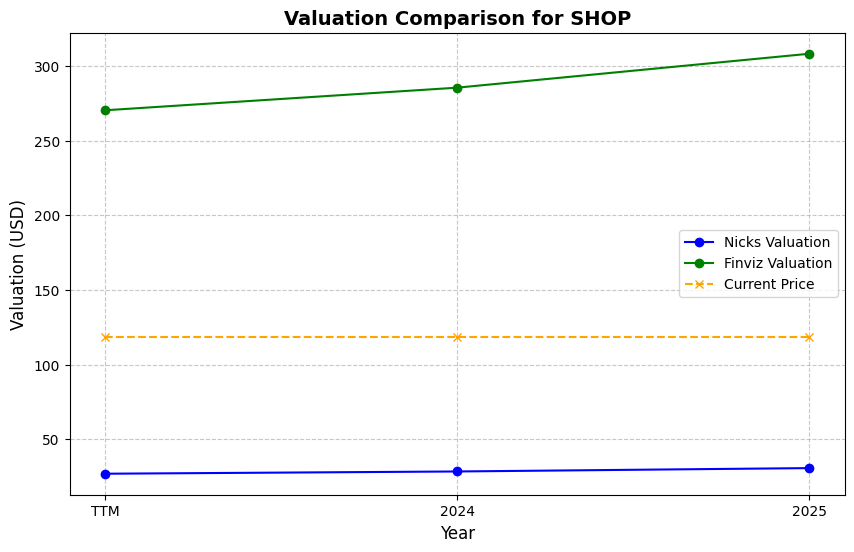 Valuation Comparison for SHOP
Valuation (USD)
300
250
200
150
100
50
Nicks Valuation
Finviz Valuation
Current Price
TTM
2024
2025
Year